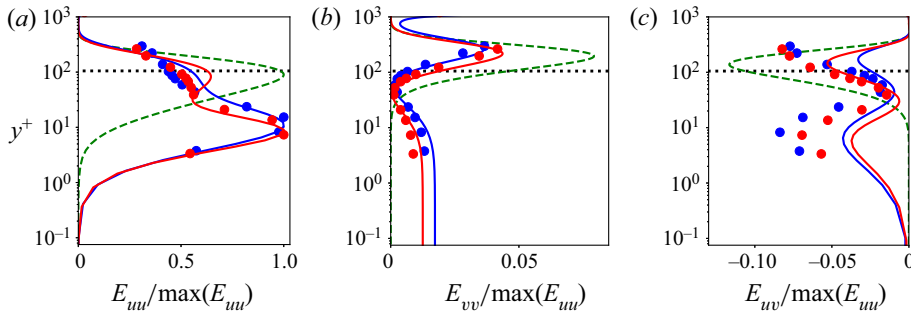 (a) (b) (c)
10³ 10³ 10³
10² 10² 10²
y⁺ 10¹ 10¹ 10¹
10⁰ 10⁰ 10⁰
10⁻¹ 10⁻¹ 10⁻¹
0 0.5 1.0 0 0.05 –0.10 –0.05 0
E_uu/max(E_uu) E_vv/max(E_uu) E_uv/max(E_uu)